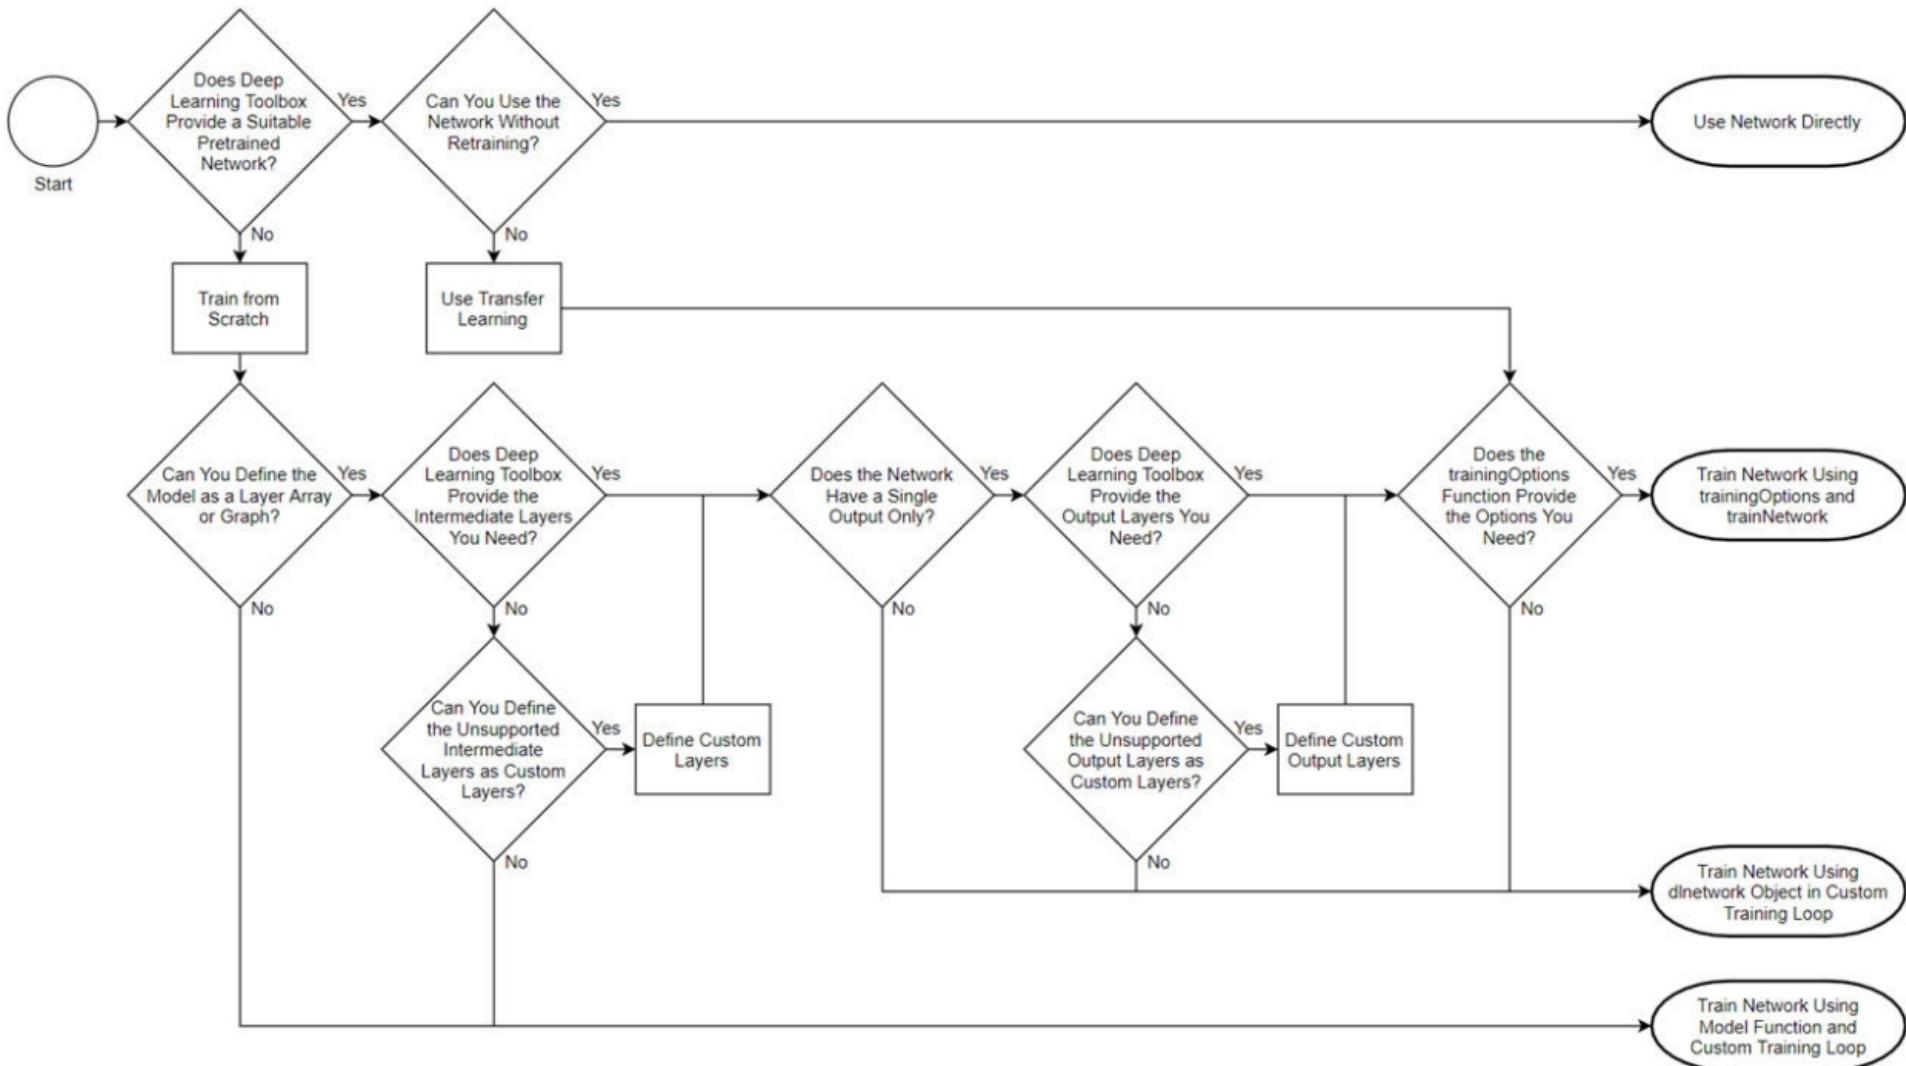 Does Deep
Learning Toolbox
Provide a Suitable
Pretrained
Network?
Yes
Can You Use the
Network Without
Retraining?
Yes
Use Network Directly
Start
No
No
Train from
Scratch
Use Transfer
Learning
Can You Define the
Model as a Layer Array
or Graph?
Yes
Does Deep
Learning Toolbox
Provide the
Intermediate Layers
You Need?
Yes
Does the Network
Have a Single
Output Only?
Yes
Does Deep
Learning Toolbox
Provide the
Output Layers You
Need?
Yes
Does the
trainingOptions
Function Provide
the Options You
Need?
Yes
Train Network Using
trainingOptions and
trainNetwork
No
No
No
No
No
Can You Define
the Unsupported
Intermediate
Layers as Custom
Layers?
Yes
Define Custom
Layers
Can You Define
the Unsupported
Output Layers as
Custom Layers?
Yes
Define Custom
Output Layers
No
No
Train Network Using
dlnetwork Object in Custom
Training Loop
Train Network Using
Model Function and
Custom Training Loop